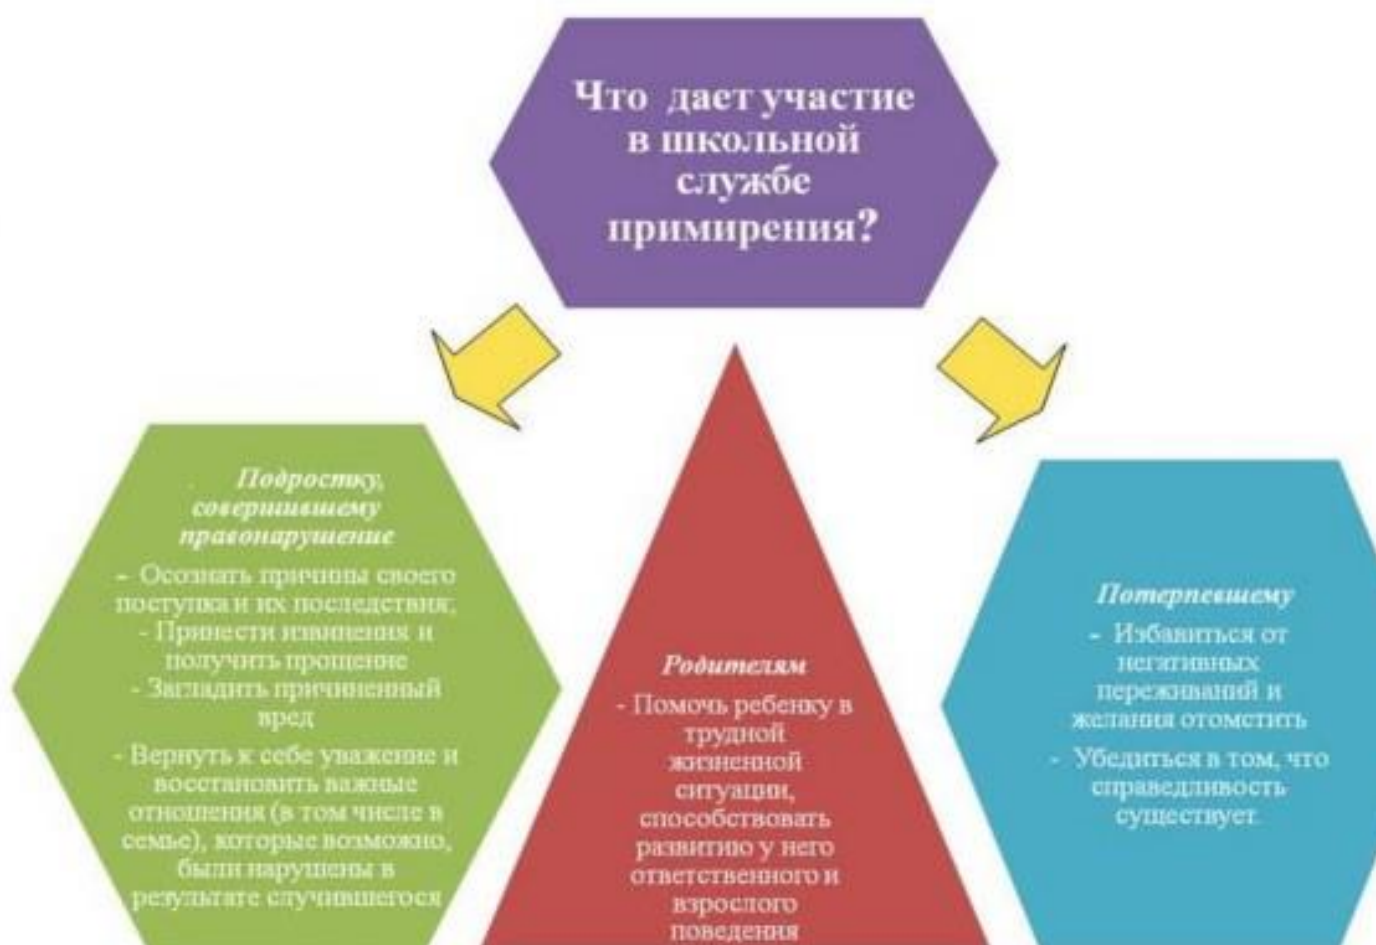 Что дает участие
в школьной
службе
примирения?
. Подростку,
совершившему
правонарушение
- Осознать причины своего
поступка и их последствия;
- Принести извинения и
получить прощение
- Загладить причиненный
вред
- Вернуть к себе уважение и
восстановить важные
отношения (в том числе в
семье), которые возможно,
были нарушены в
результате случившегося
Родителям
- Помочь ребенку в
трудной
жизненной
ситуации,
способствовать
развитию у него
ответственного и
взрослого
поведения
Потерпевшему
- Избавиться от
негативных
переживаний и
желания отомстить
- Убедиться в том, что
справедливость
существует.